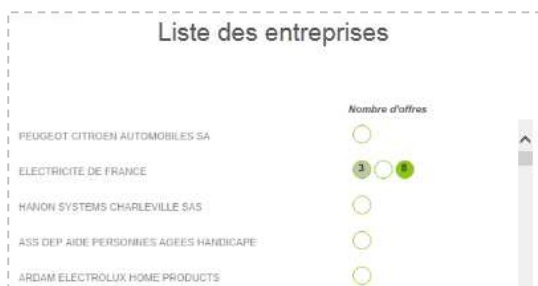 Liste des entreprises
Nombre d'offres
PEUGEOT CITROEN AUTOMOBILES SA
ELECTRICITE DE FRANCE 3 8
HANON SYSTEMS CHARLEVILLE SAS
ASS DEP AIDE PERSONNES AGEES HANDICAPE
ARDAM ELECTROLUX HOME PRODUCTS